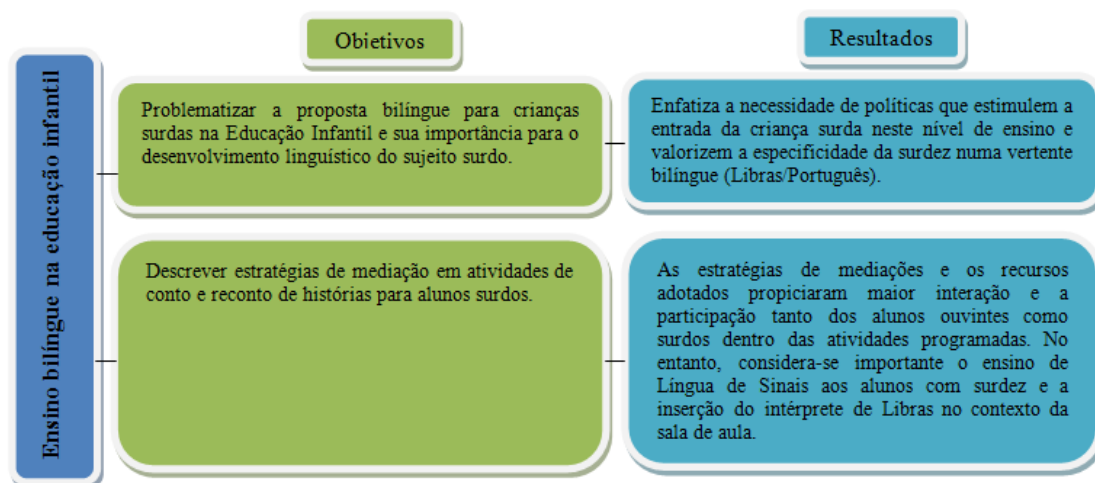 Ensino bilíngue na educação infantil
Objetivos
Resultados
Problematizar a proposta bilíngue para crianças
surdas na Educação Infantil e sua importância para o
desenvolvimento linguístico do sujeito surdo.
Enfatiza a necessidade de políticas que estimulem a
entrada da criança surda neste nível de ensino e
valorizem a especificidade da surdez numa vertente
bilíngue (Libras/Português).
Descrever estratégias de mediação em atividades de
conto e reconto de histórias para alunos surdos.
As estratégias de mediações e os recursos
adotados propiciaram maior interação e a
participação tanto dos alunos ouvintes como
surdos dentro das atividades programadas. No
entanto, considera-se importante o ensino de
Língua de Sinais aos alunos com surdez e a
inserção do intérprete de Libras no contexto da
sala de aula.